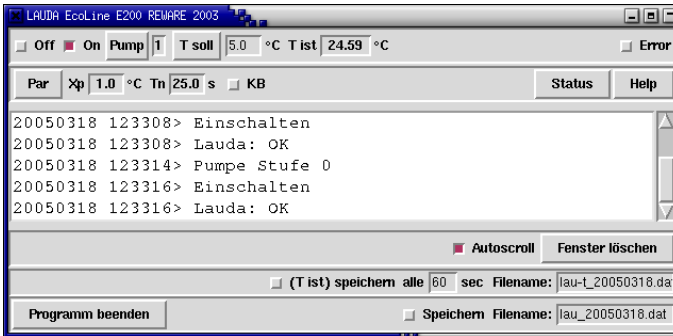 LAUDA EcoLine E200 REWARE 2003
Off On Pump 1 T soll 5.0 °C T ist 24.59 °C Error
Par Xp 1.0 °C Tn 25.0 s KB Status Help
20050318 123308> Einschalten
20050318 123308> Lauda: OK
20050318 123314> Pumpe Stufe 0
20050318 123316> Einschalten
20050318 123316> Lauda: OK
Autoscroll Fenster löschen
(T ist) speichern alle 60 sec Filename: lau-t_20050318.da
Programm beenden Speichern Filename: lau_20050318.dat